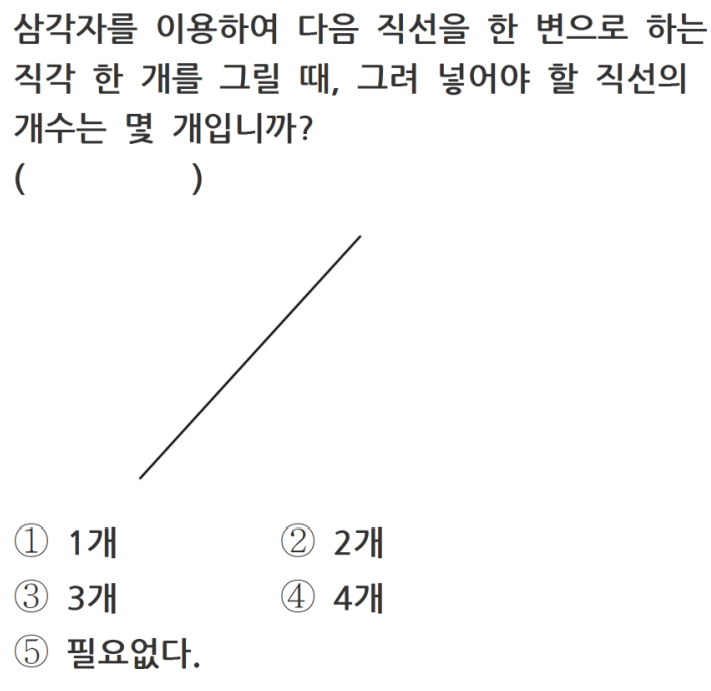 삼각자를 이용하여 다음 직선을 한 변으로 하는
직각 한 개를 그릴 때, 그려 넣어야 할 직선의
개수는 몇 개입니까?
(          )
① 1개 ② 2개
③ 3개 ④ 4개
⑤ 필요없다.